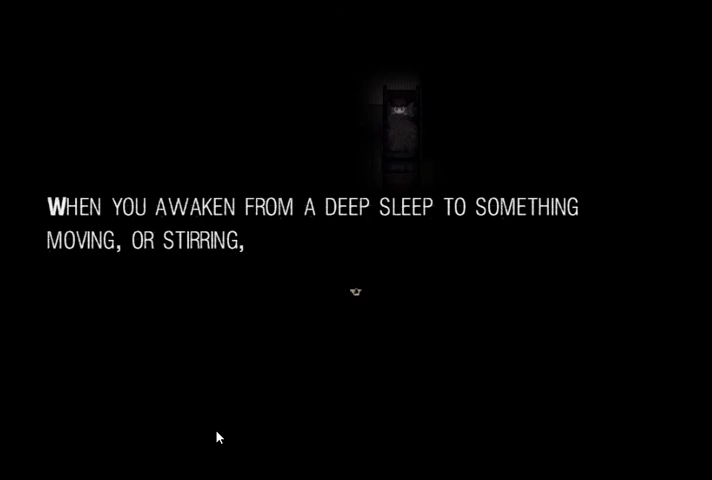 WHEN YOU AWAKEN FROM A DEEP SLEEP TO SOMETHING
MOVING, OR STIRRING,